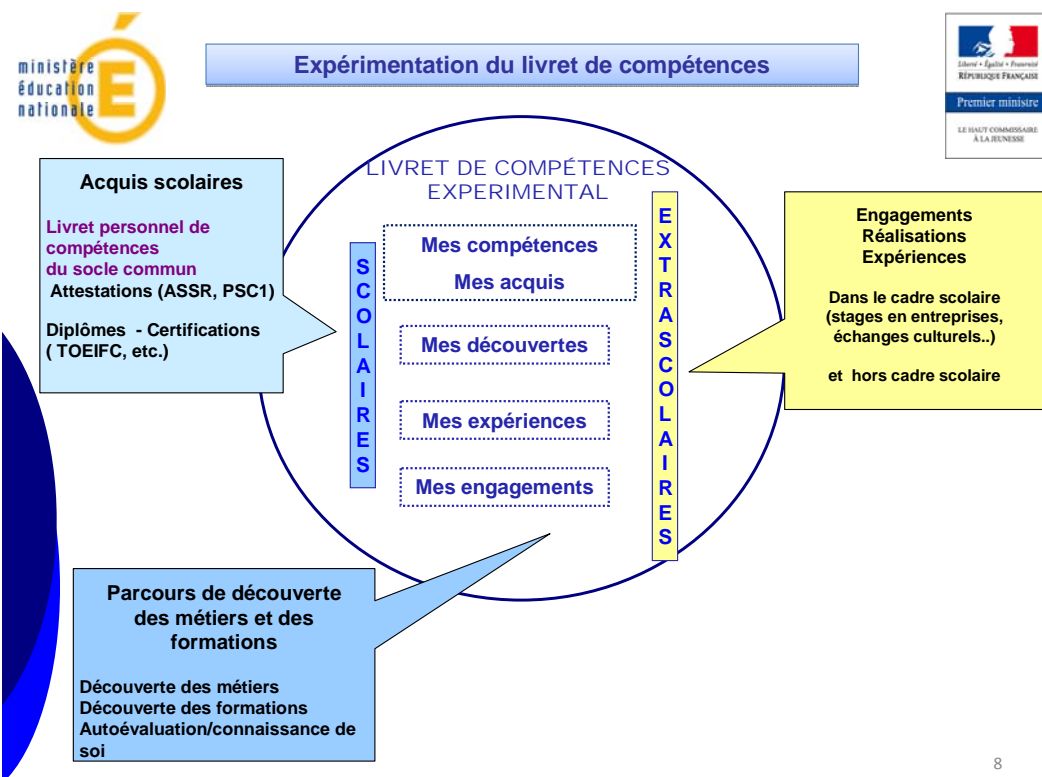 ministère
éducation
nationale
Expérimentation du livret de compétences
Liberté • Égalité • Fraternité
RÉPUBLIQUE FRANÇAISE
Premier ministre
LE HAUT COMMISSAIRE
À LA JEUNESSE
LIVRET DE COMPÉTENCES
EXPERIMENTAL
Acquis scolaires
Livret personnel de
compétences
du socle commun
Attestations (ASSR, PSC1)
Diplômes - Certifications
( TOEIFC, etc.)
SCOLAIRES
Mes compétences
Mes acquis
Mes découvertes
Mes expériences
Mes engagements
EXTRASCOLAIRES
Engagements
Réalisations
Expériences
Dans le cadre scolaire
(stages en entreprises,
échanges culturels..)
et hors cadre scolaire
Parcours de découverte
des métiers et des
formations
Découverte des métiers
Découverte des formations
Autoévaluation/connaissance de
soi
8